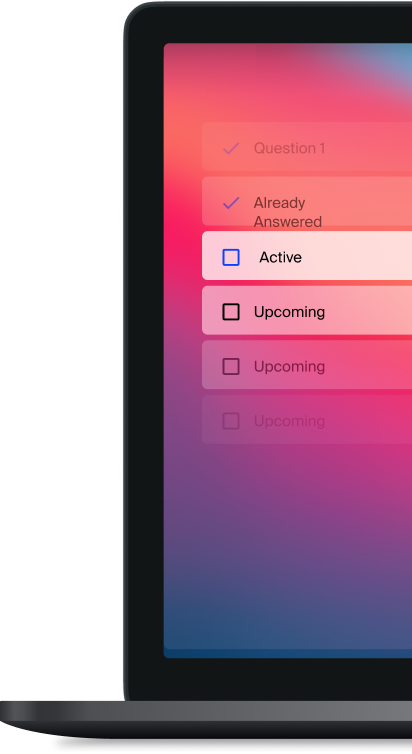 Question 1
Already
Answered
Active
Upcoming
Upcoming
Upcoming